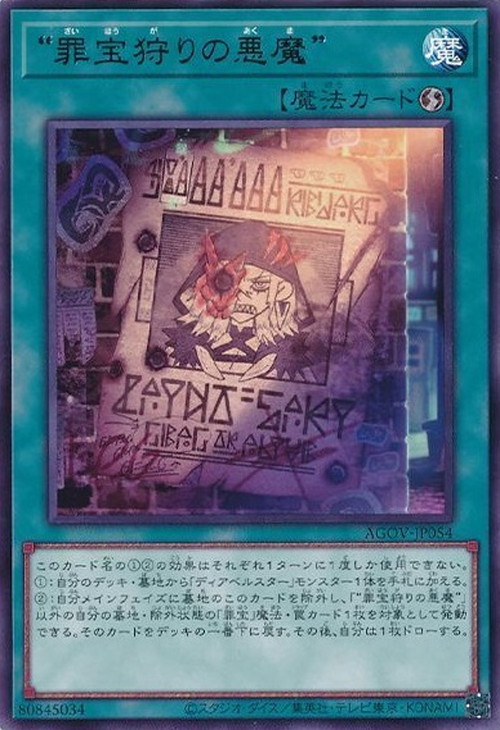 “罪宝狩りの悪魔”
魔
【魔法カード】
AGOV-JP054
このカード名の①②の効果はそれぞれ1ターンに1度しか使用できない。
①:自分のデッキ・墓地から「ディアベルスター」モンスター1体を手札に加える。
②:自分メインフェイズに墓地のこのカードを除外し、「“罪宝狩りの悪魔”」
以外の自分の墓地・除外状態の「罪宝」魔法・罠カード1枚を対象として発動
できる。そのカードをデッキの一番下に戻す。その後、自分は1枚ドローする。
80845034
©スタジオ・ダイス/集英社・テレビ東京・KONAMI